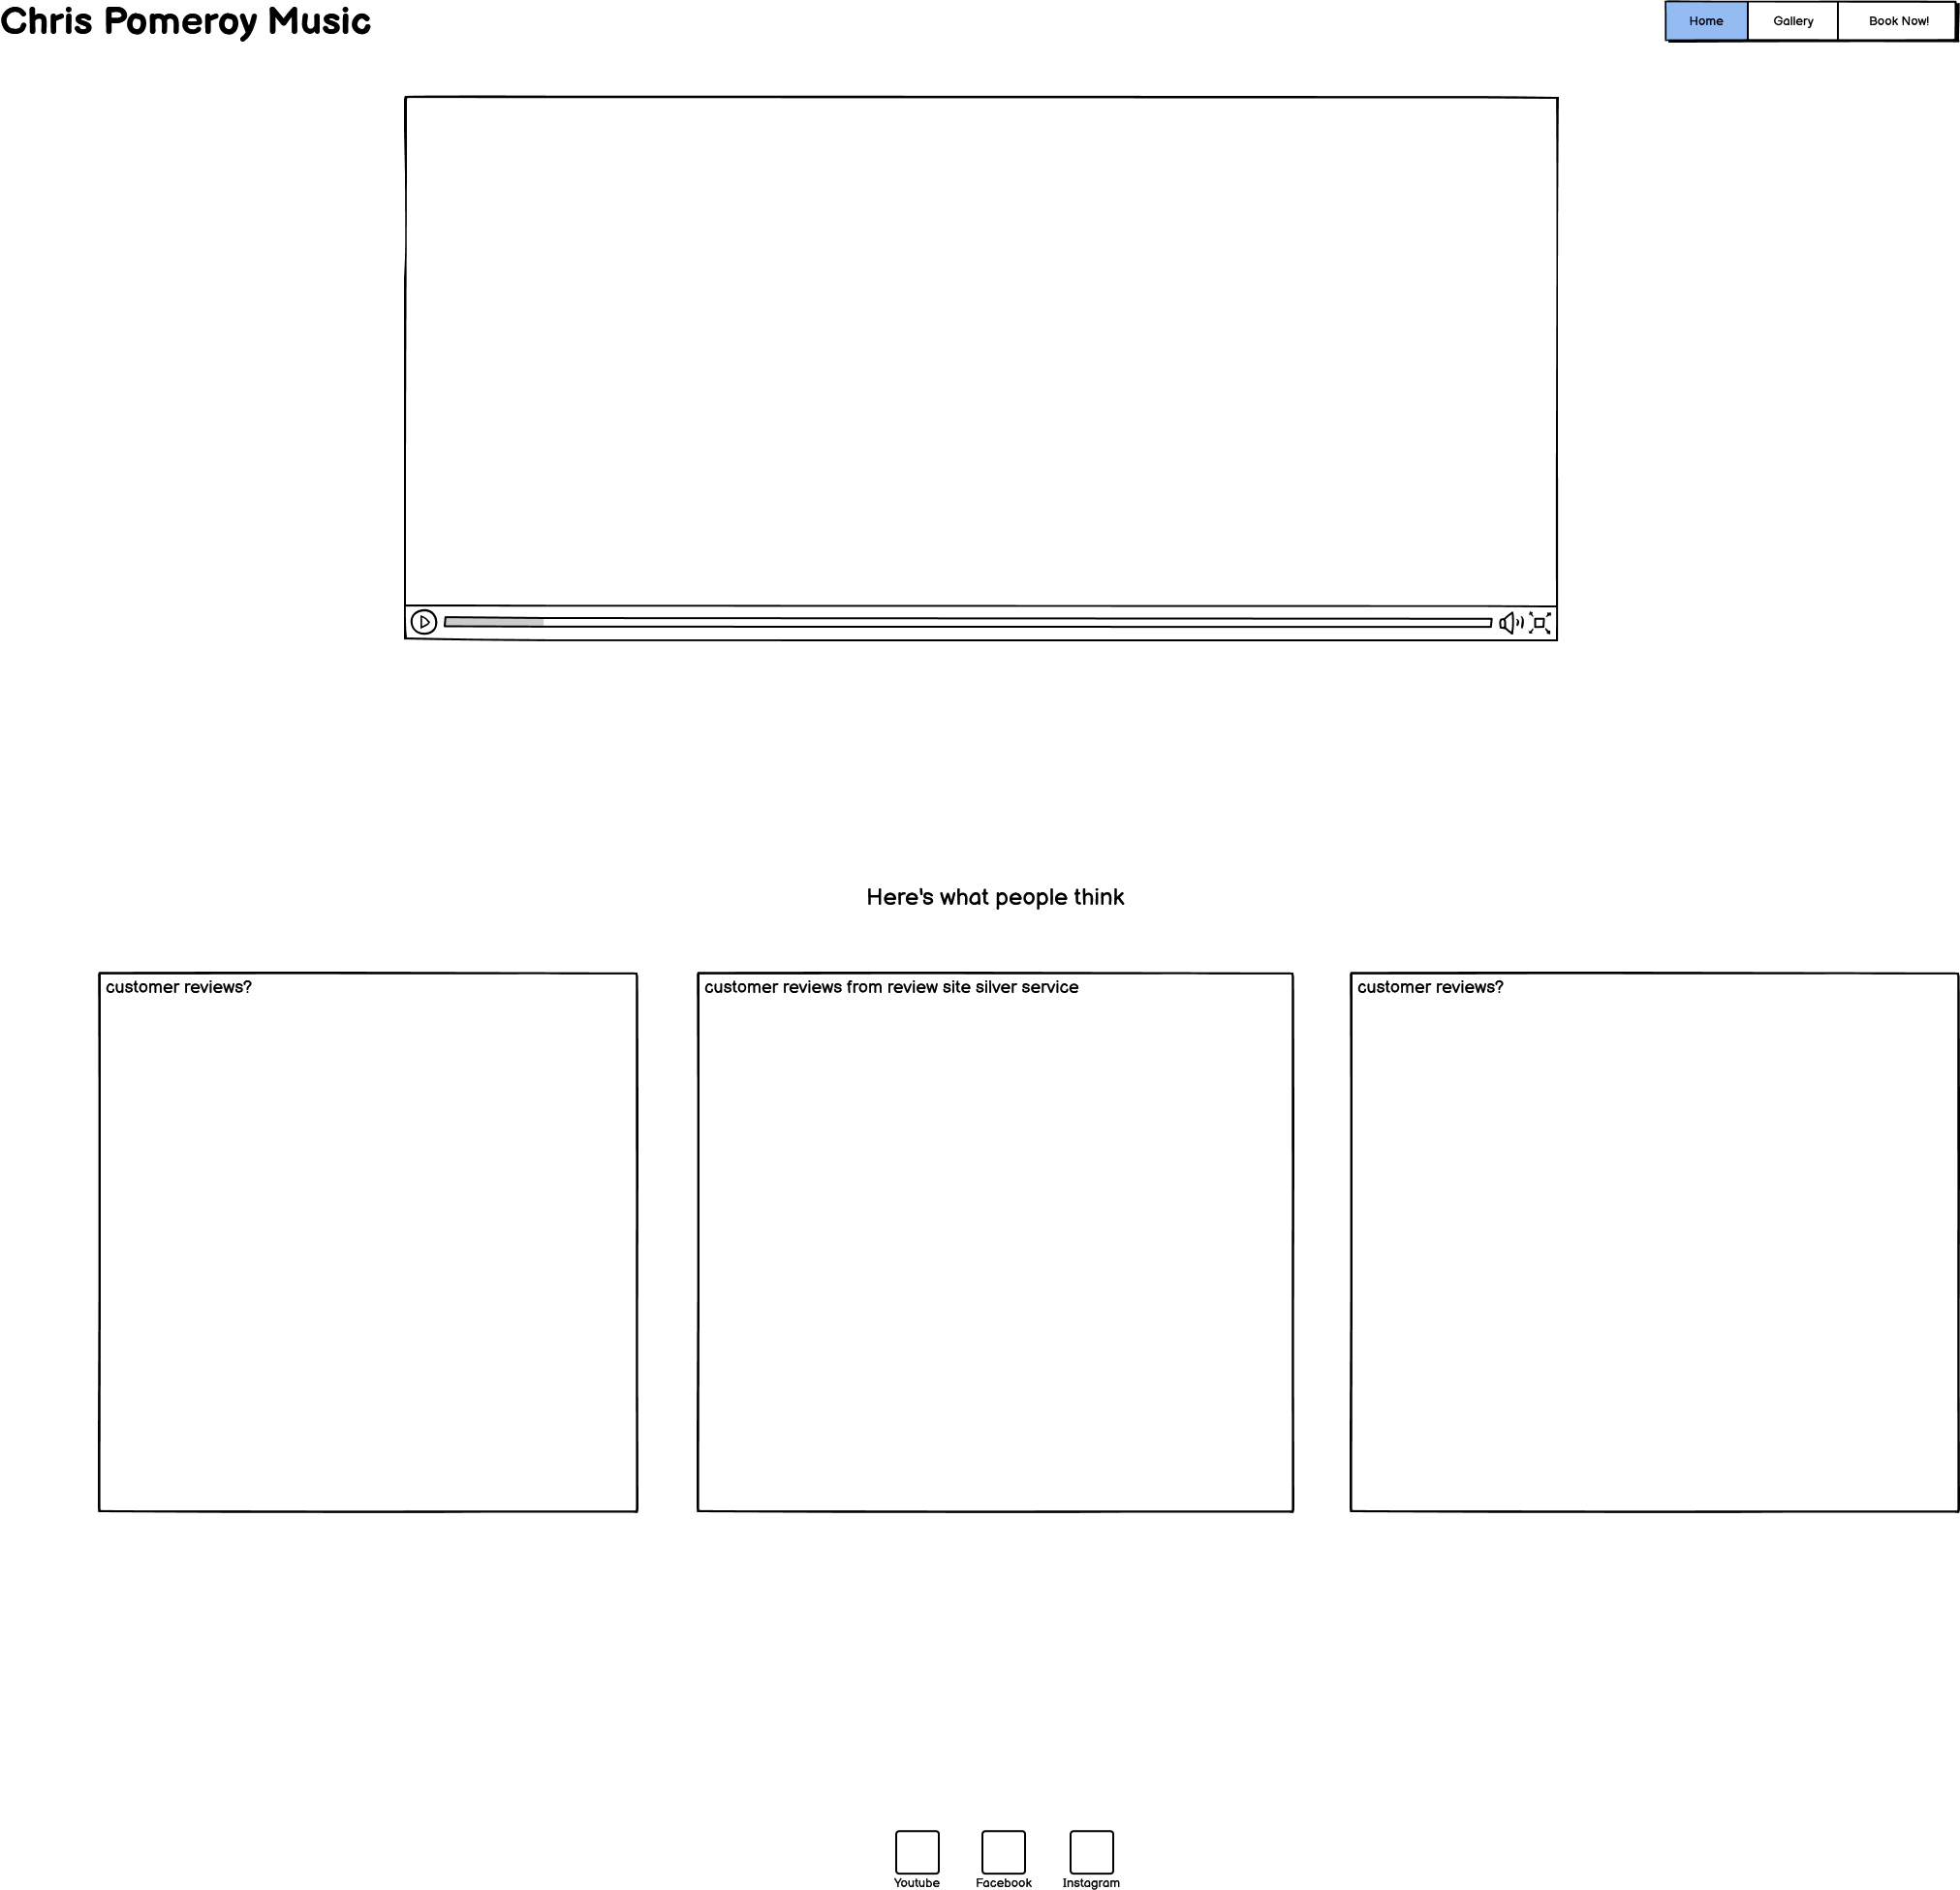 Chris Pomeroy Music
Home Gallery Book Now!
Here's what people think
customer reviews?
customer reviews from review site silver service
customer reviews?
Youtube Facebook Instagram